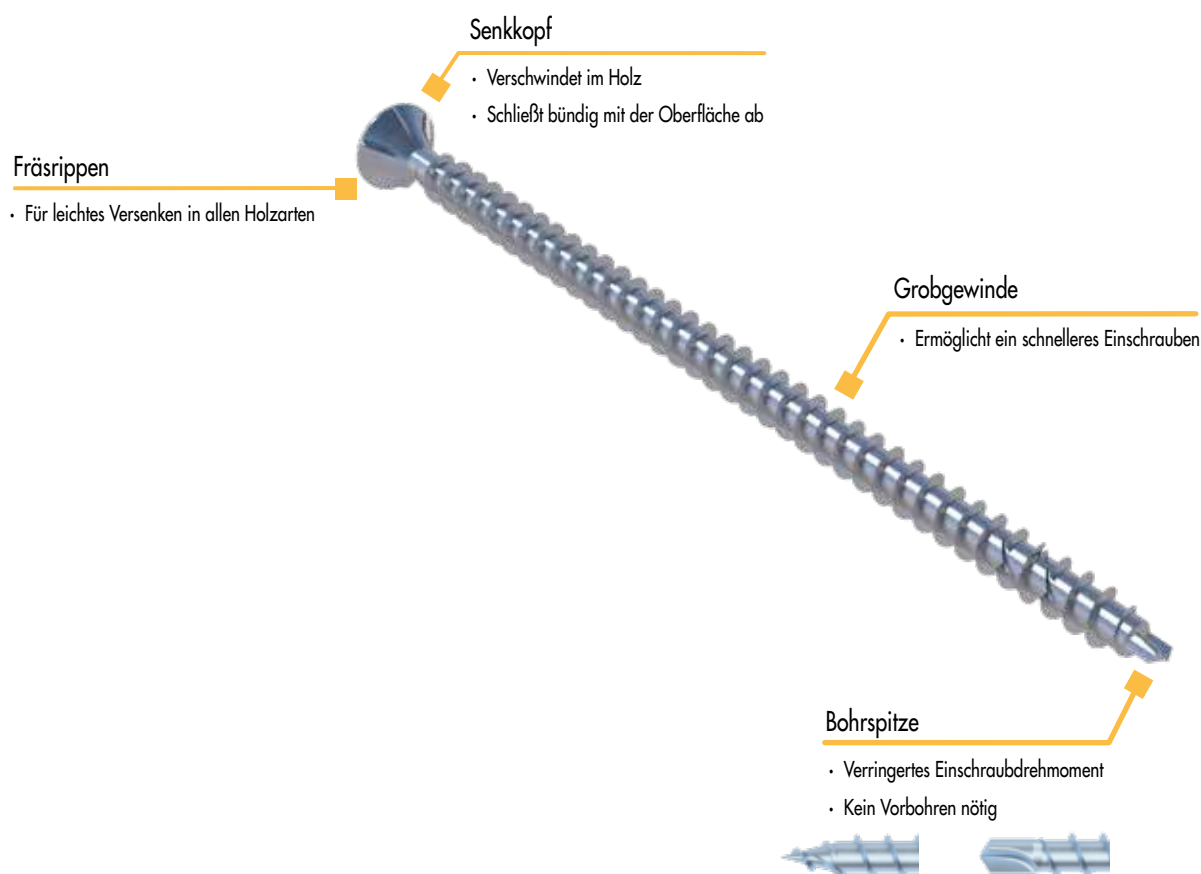 Senkkopf
· Verschwindet im Holz
· Schließt bündig mit der Oberfläche ab
Fräsrippen
· Für leichtes Versenken in allen Holzarten
Grobgewinde
· Ermöglicht ein schnelleres Einschrauben
Bohrspitze
· Verringertes Einschraubdrehmoment
· Kein Vorbohren nötig